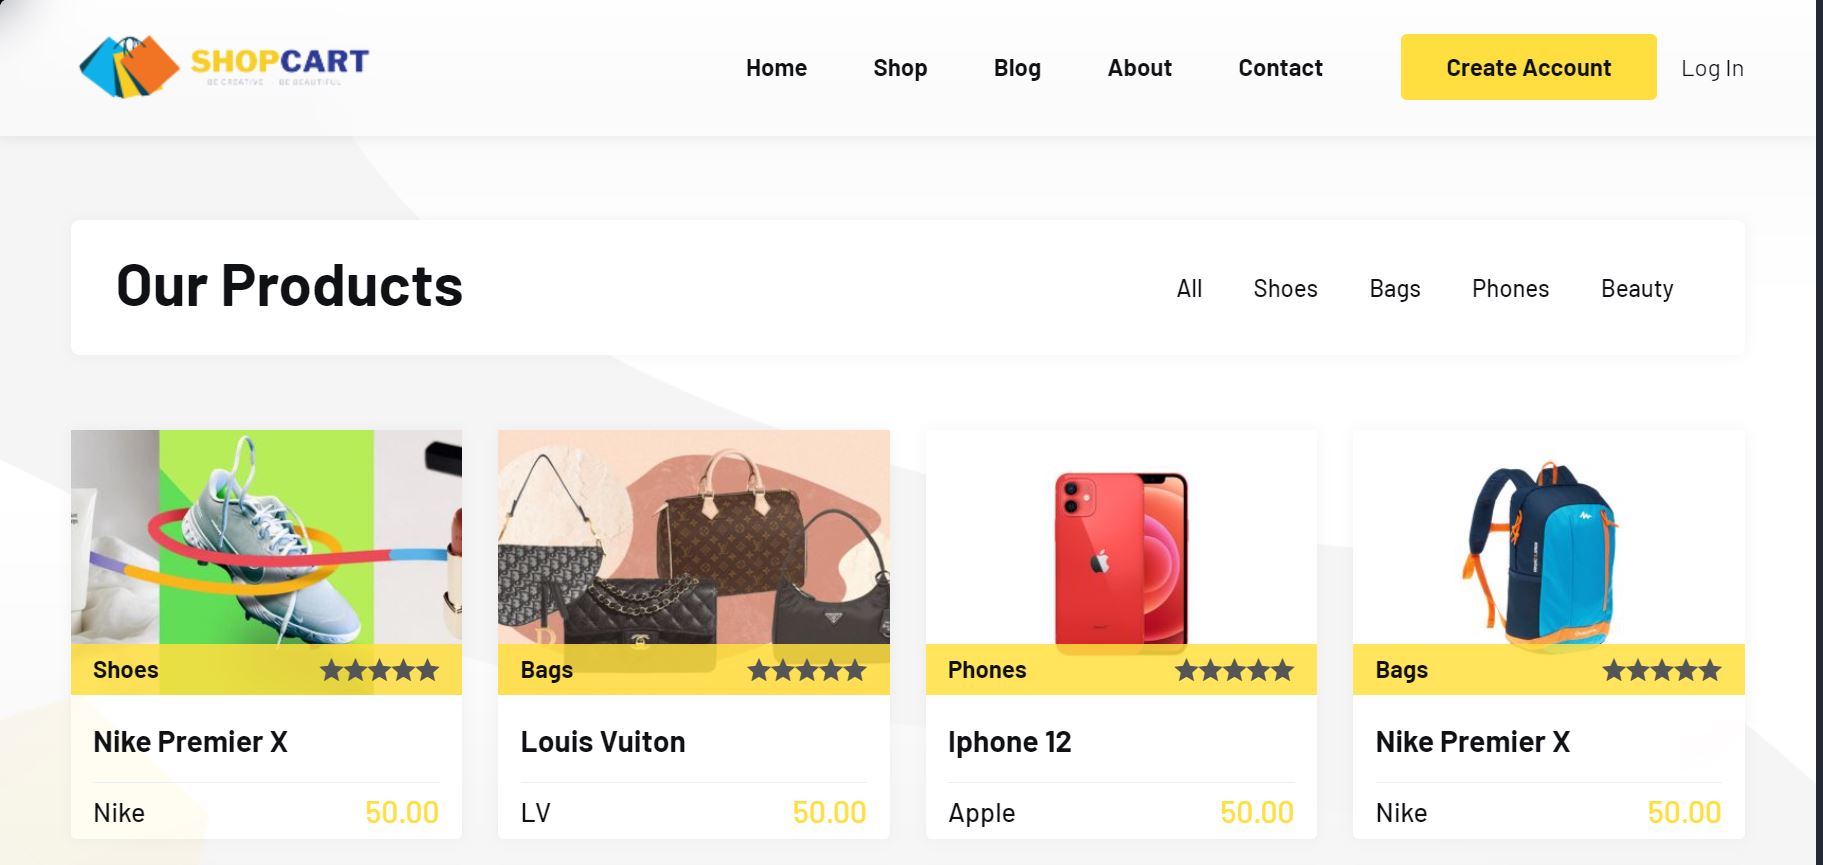 SHOPCART
BE CREATIVE - BE BEAUTIFUL
Home Shop Blog About Contact Create Account Log In
Our Products
All Shoes Bags Phones Beauty
Shoes
Nike Premier X
Nike 50.00
Bags
Louis Vuiton
LV 50.00
Phones
Iphone 12
Apple 50.00
Bags
Nike Premier X
Nike 50.00